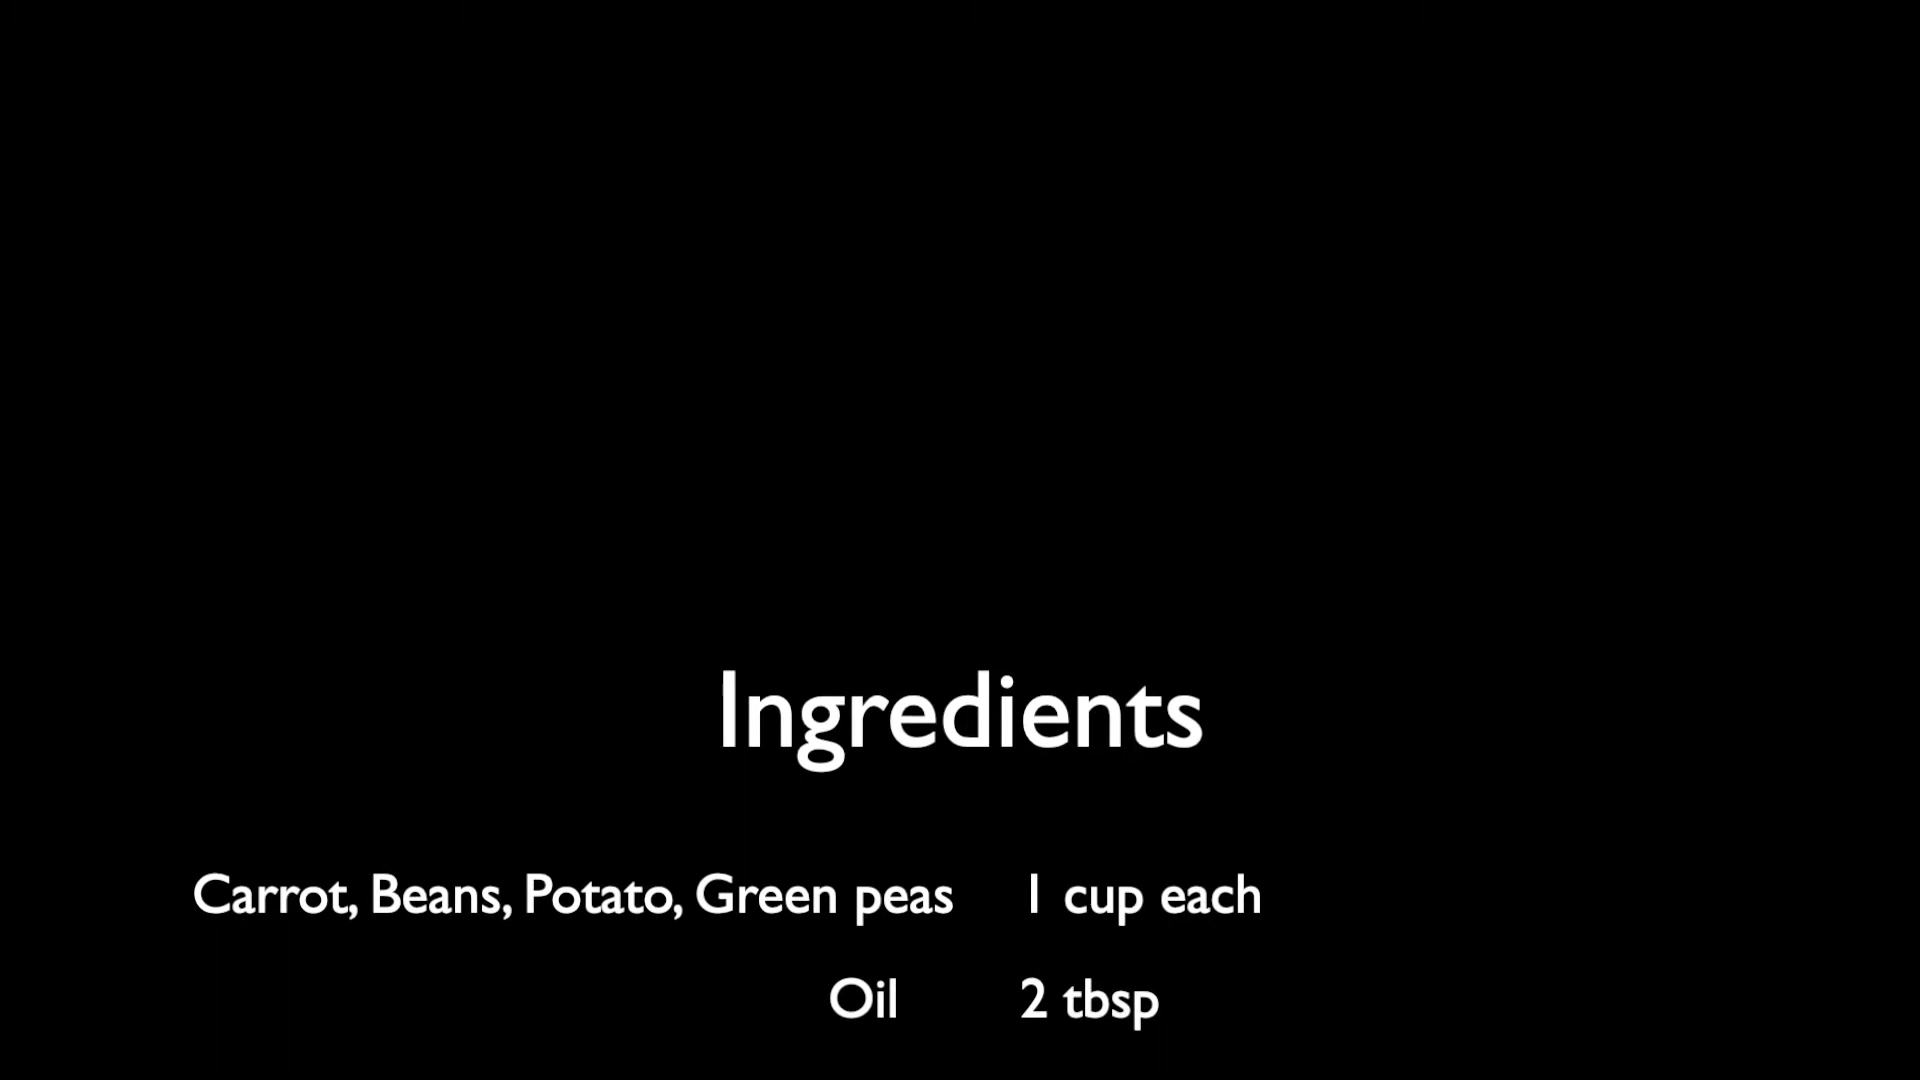 Ingredients
Carrot, Beans, Potato, Green peas 1 cup each
Oil 2 tbsp